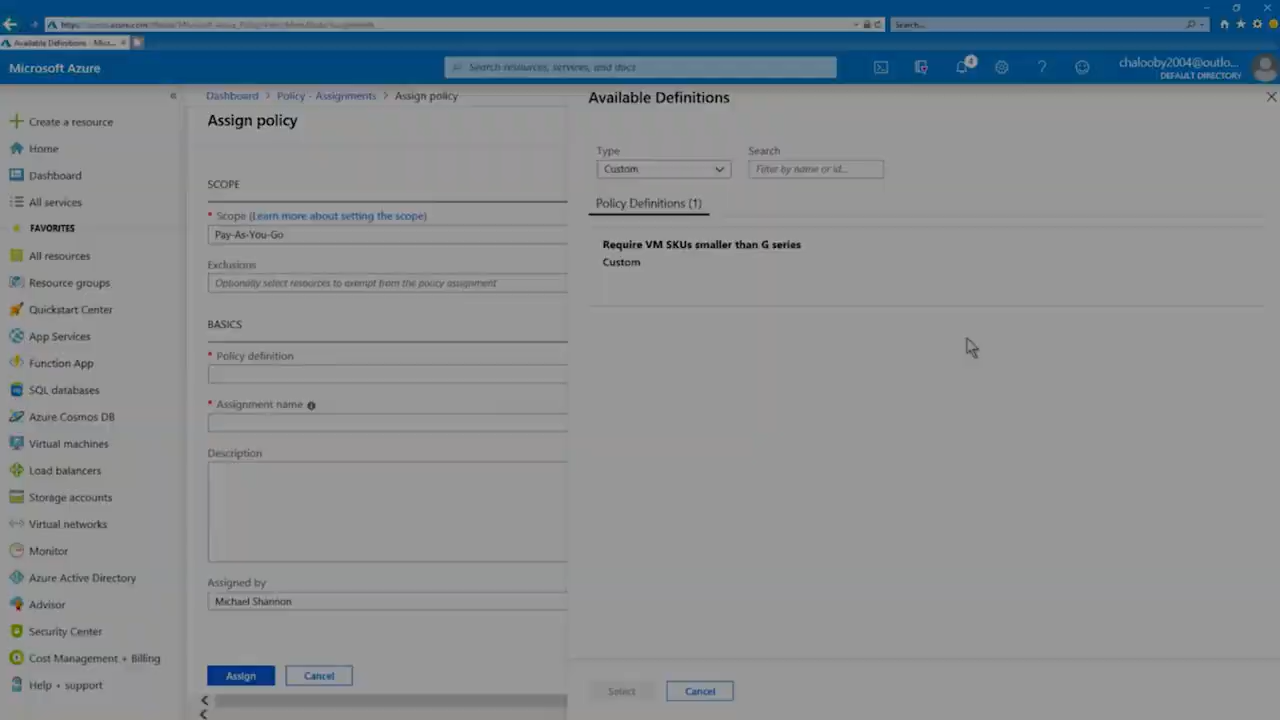 Search...
Available Definitions - Micr...
Microsoft Azure
Search resources, services, and docs
4
chalooby2004@outlo...
DEFAULT DIRECTORY
Create a resource
Home
Dashboard
All services
FAVORITES
All resources
Resource groups
Quickstart Center
App Services
Function App
SQL databases
Azure Cosmos DB
Virtual machines
Load balancers
Storage accounts
Virtual networks
Monitor
Azure Active Directory
Advisor
Security Center
Cost Management + Billing
Help + support
Dashboard > Policy - Assignments > Assign policy
Assign policy
SCOPE
* Scope (Learn more about setting the scope)
Pay-As-You-Go
Exclusions
Optionally select resources to exempt from the policy assignment
BASICS
* Policy definition
* Assignment name
Description
Assigned by
Michael Shannon
Assign Cancel
Available Definitions
Type Search
Custom Filter by name or id...
Policy Definitions (1)
Require VM SKUs smaller than G series
Custom
Select Cancel